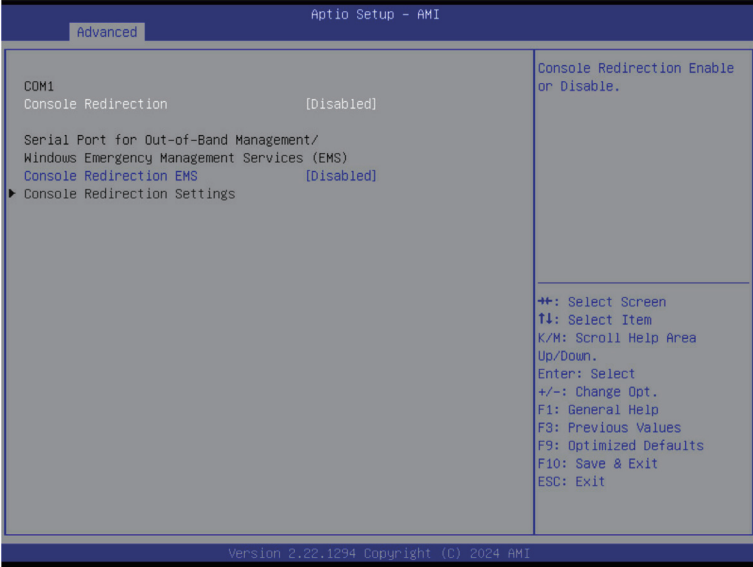 Aptio Setup – AMI
Advanced
COM1
Console Redirection [Disabled]
Serial Port for Out-of-Band Management/
Windows Emergency Management Services (EMS)
Console Redirection EMS [Disabled]
▶ Console Redirection Settings
Console Redirection Enable
or Disable.
→←: Select Screen
↑↓: Select Item
K/M: Scroll Help Area
Up/Down.
Enter: Select
+/-: Change Opt.
F1: General Help
F3: Previous Values
F9: Optimized Defaults
F10: Save & Exit
ESC: Exit
Version 2.22.1294 Copyright (C) 2024 AMI